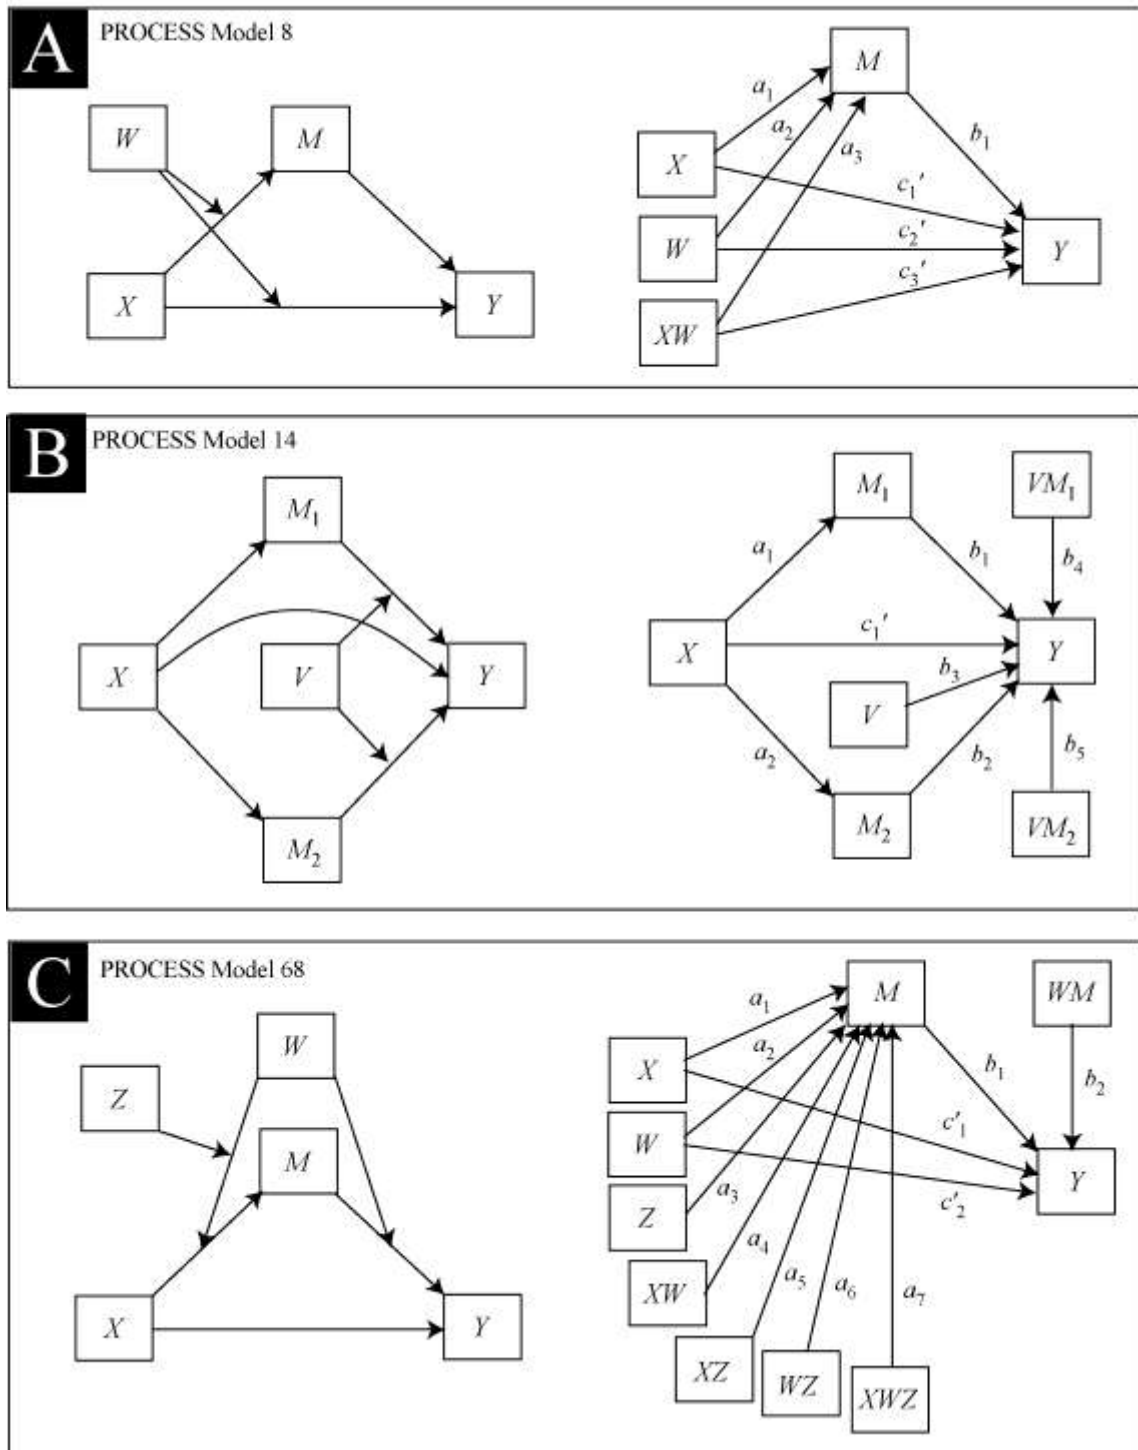 A PROCESS Model 8
W
M
X
Y
M
a1
a2
a3
b1
X
c1′
W
c2′
Y
c3′
XW
B PROCESS Model 14
M1
X
V
Y
M2
M1
VM1
a1
b1
b4
X
c1′
Y
b3
V
a2
b2
b5
M2
VM2
C PROCESS Model 68
W
Z
M
X
Y
M
WM
a1
X
a2
b1
b2
c′1
W
Y
Z
a3
c′2
a4
XW
a5
a6
a7
XZ
WZ
XWZ